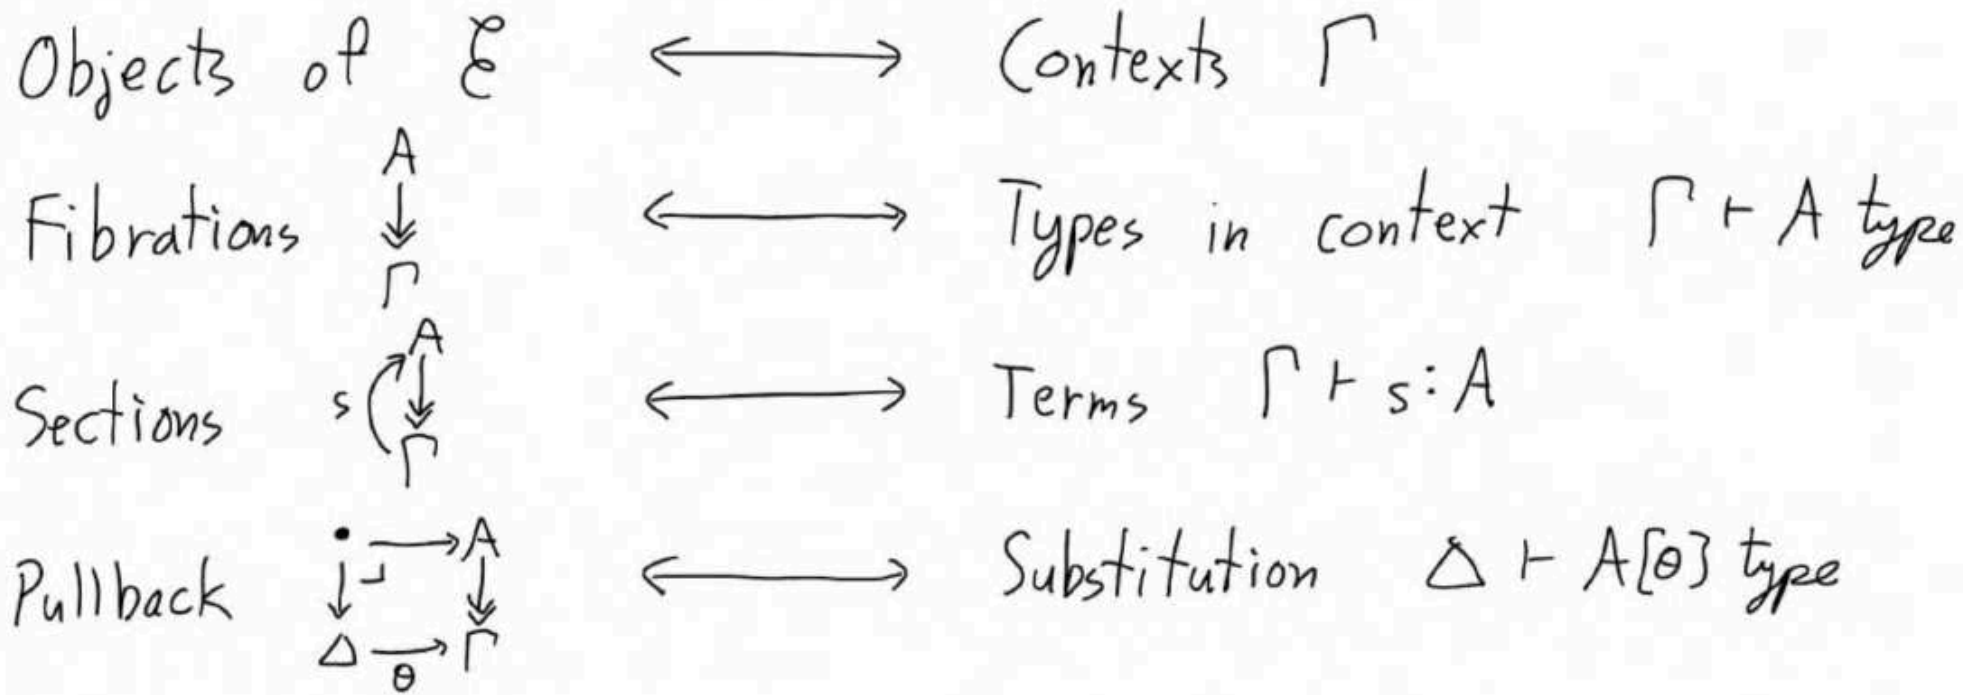 Objects of ℰ ⟷ Contexts Γ
A
Fibrations ↡ ⟷ Types in context Γ ⊢ A type
Γ
A
Sections s ↡ ⟷ Terms Γ ⊢ s : A
Γ
• → A
Pullback ↡ ⌟ ↡ ⟷ Substitution Δ ⊢ A[θ] type
Δ → Γ
θ